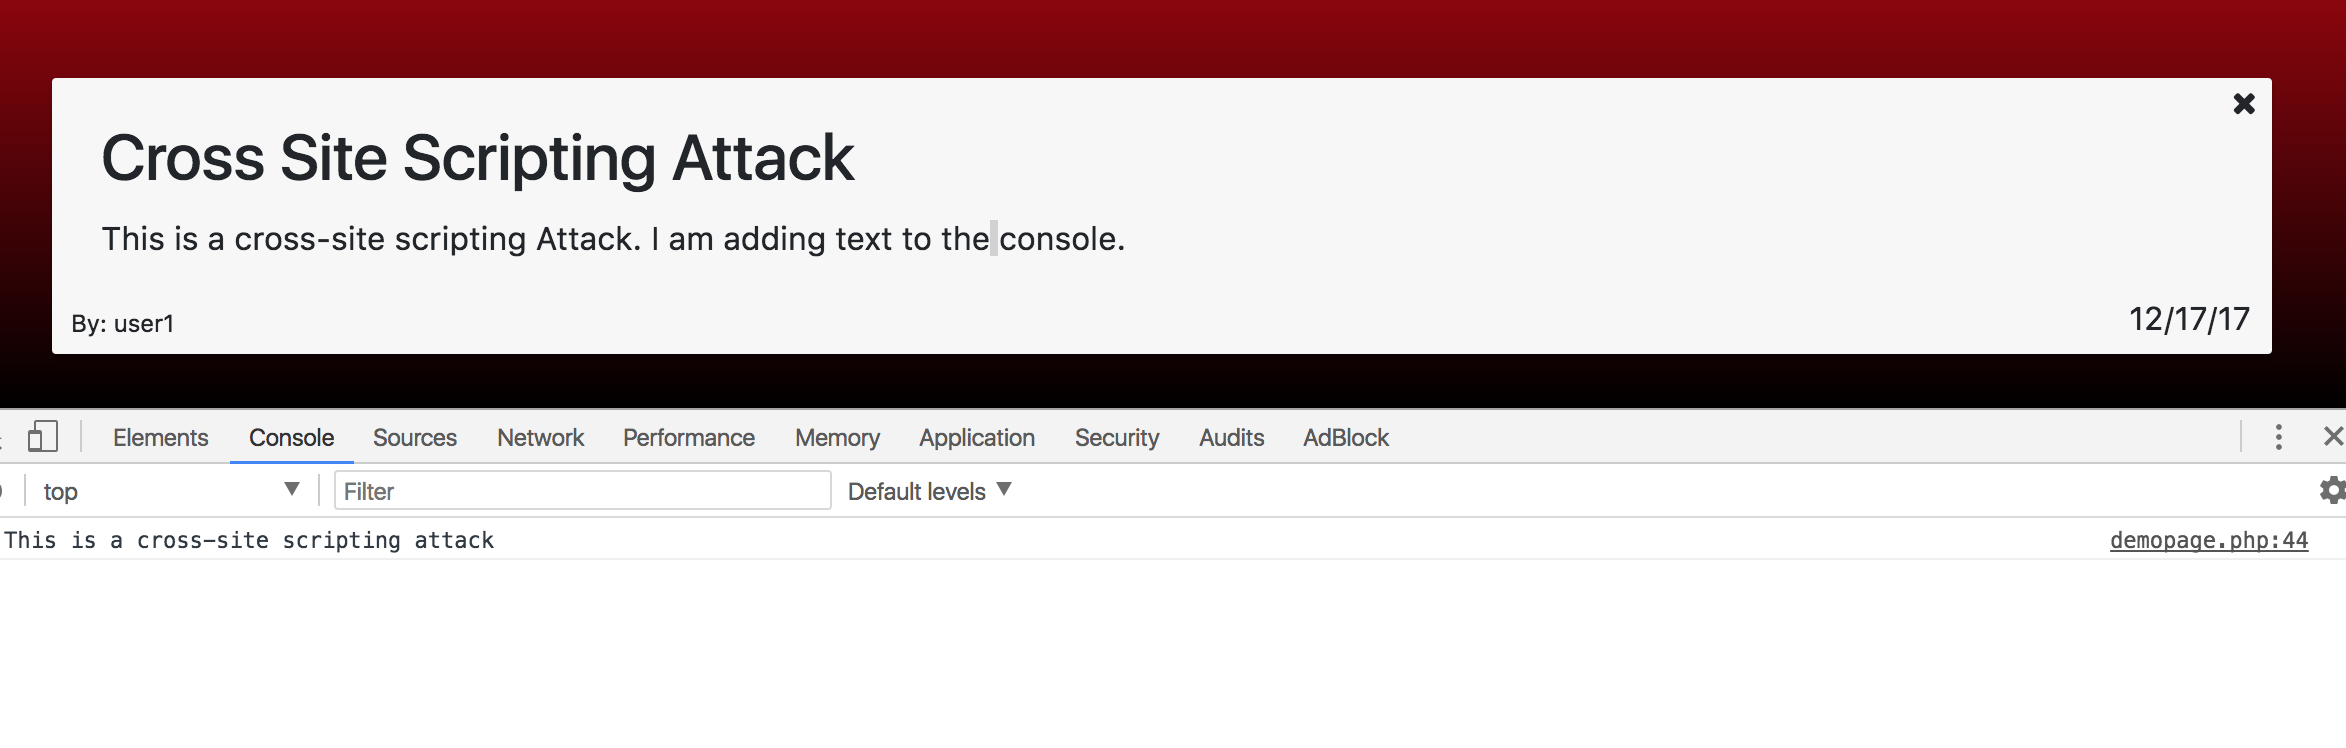 Cross Site Scripting Attack
This is a cross-site scripting Attack. I am adding text to the console.
By: user1
12/17/17
Elements Console Sources Network Performance Memory Application Security Audits AdBlock
top Filter Default levels
This is a cross-site scripting attack demopage.php:44